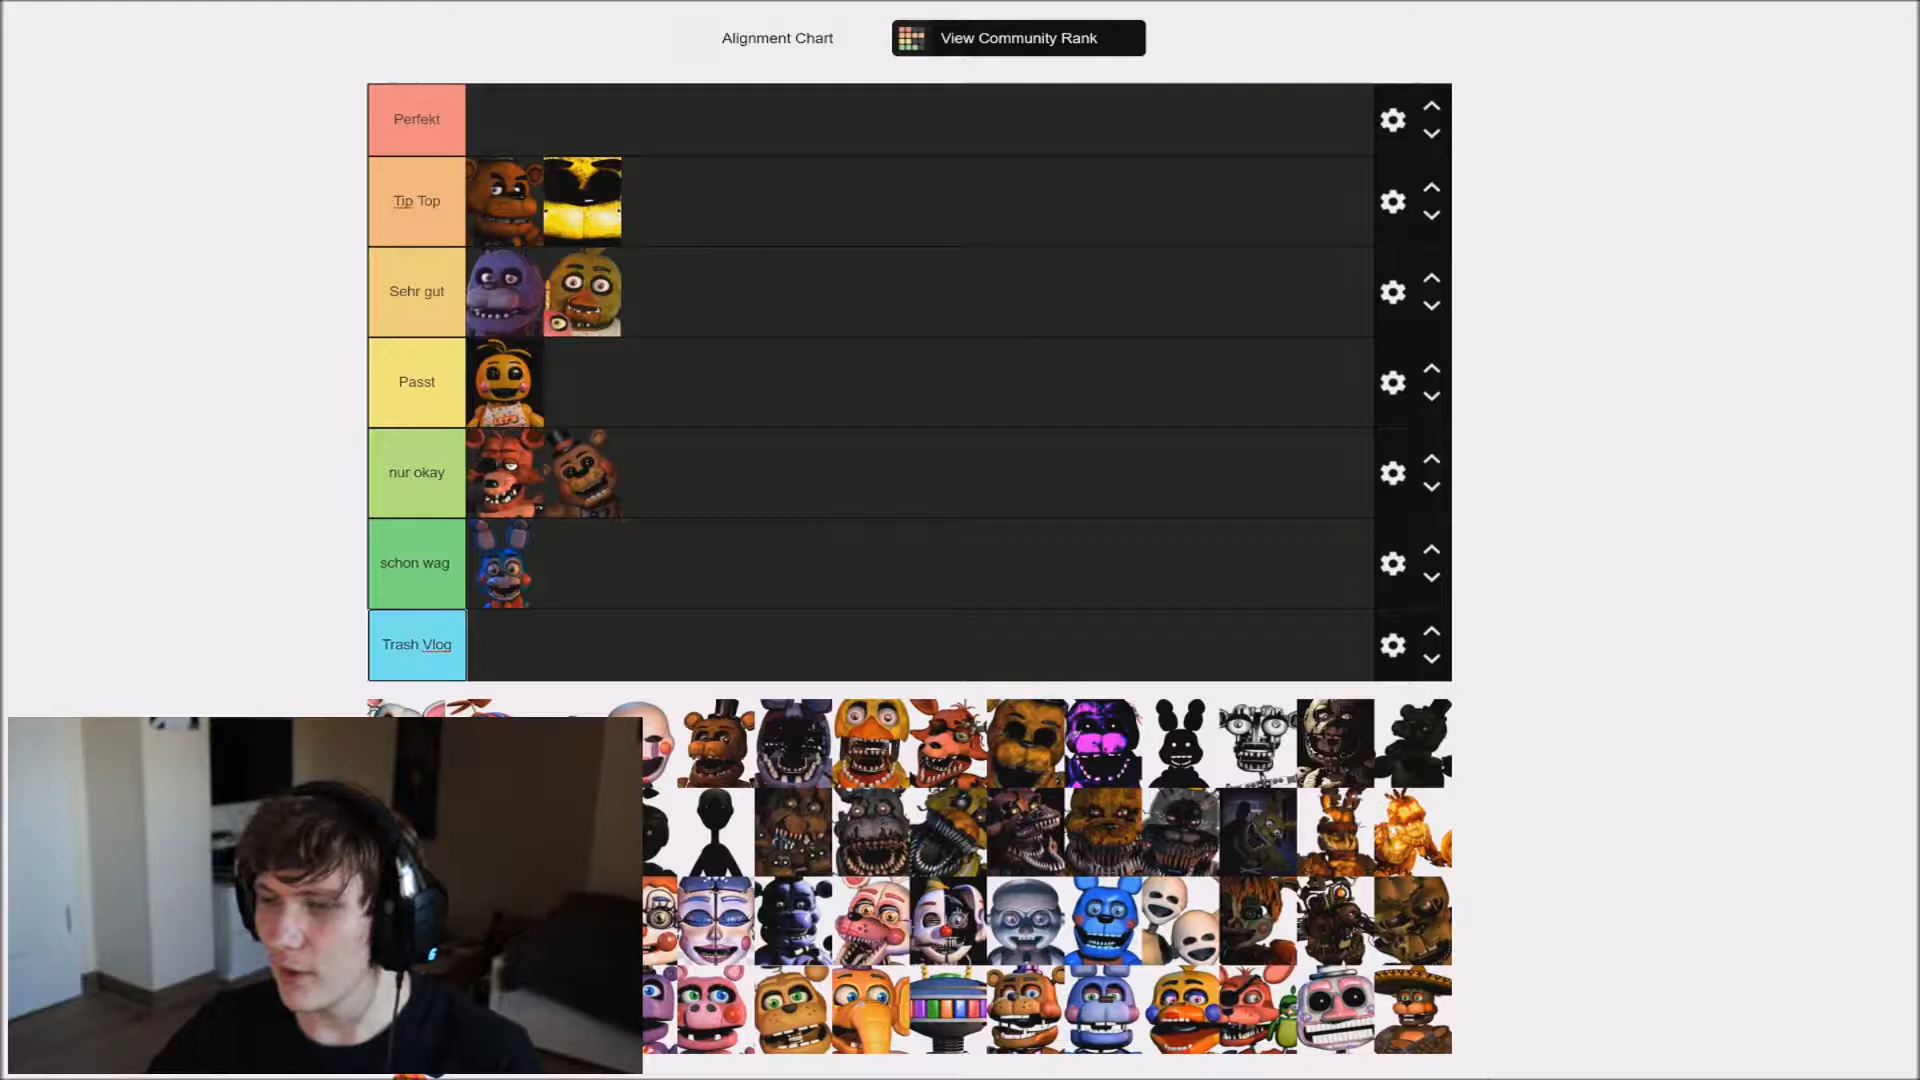 Alignment Chart
View Community Rank
Perfekt
Tip Top
Sehr gut
Passt
nur okay
schon wag
Trash Vlog